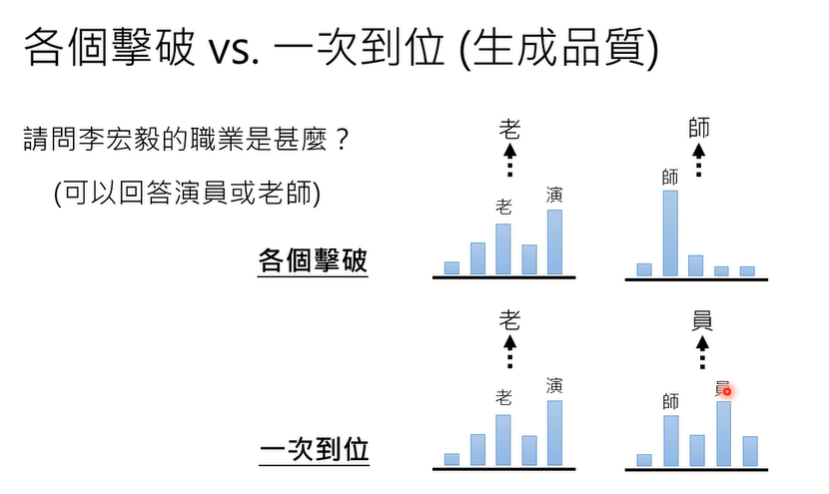 各個擊破 vs. 一次到位 (生成品質)
請問李宏毅的職業是甚麼？
(可以回答演員或老師)
各個擊破
老
老
演
師
師
一次到位
老
老
演
員
師
員